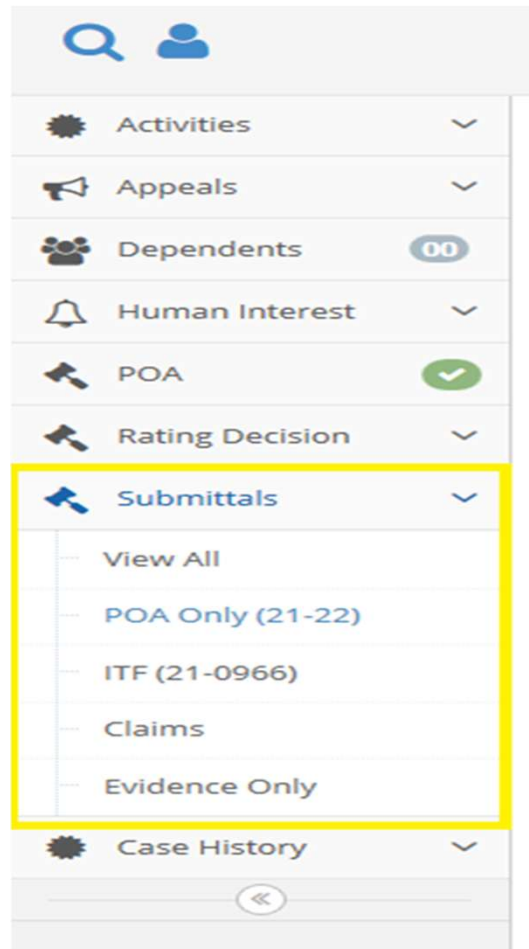 Activities
Appeals
Dependents 00
Human Interest
POA
Rating Decision
Submittals
View All
POA Only (21-22)
ITF (21-0966)
Claims
Evidence Only
Case History